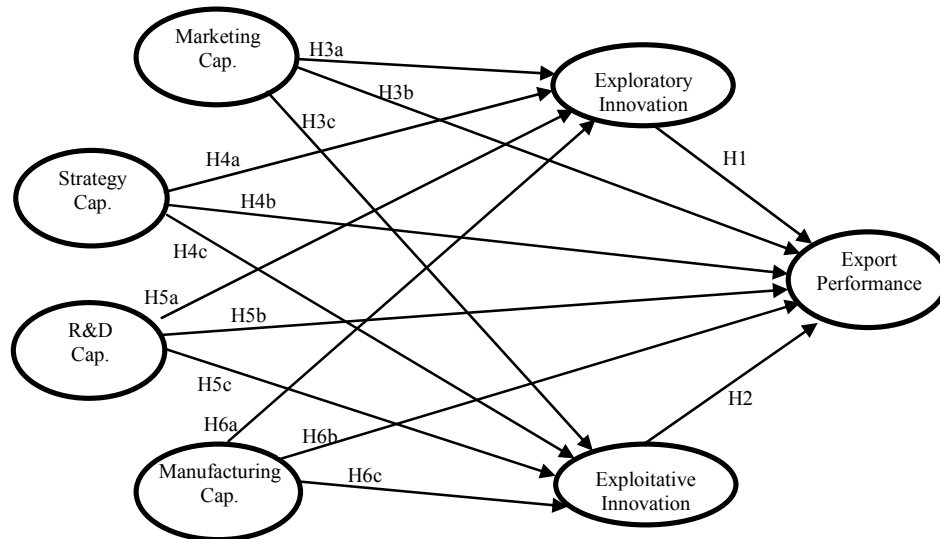 Marketing
Cap.
H3a
Exploratory
Innovation
H3b
H3c
H1
H4a
Strategy
Cap.
H4b
H4c
Export
Performance
H5a
R&D
Cap.
H5b
H5c
H2
H6a
H6b
Manufacturing
Cap.
H6c
Exploitative
Innovation